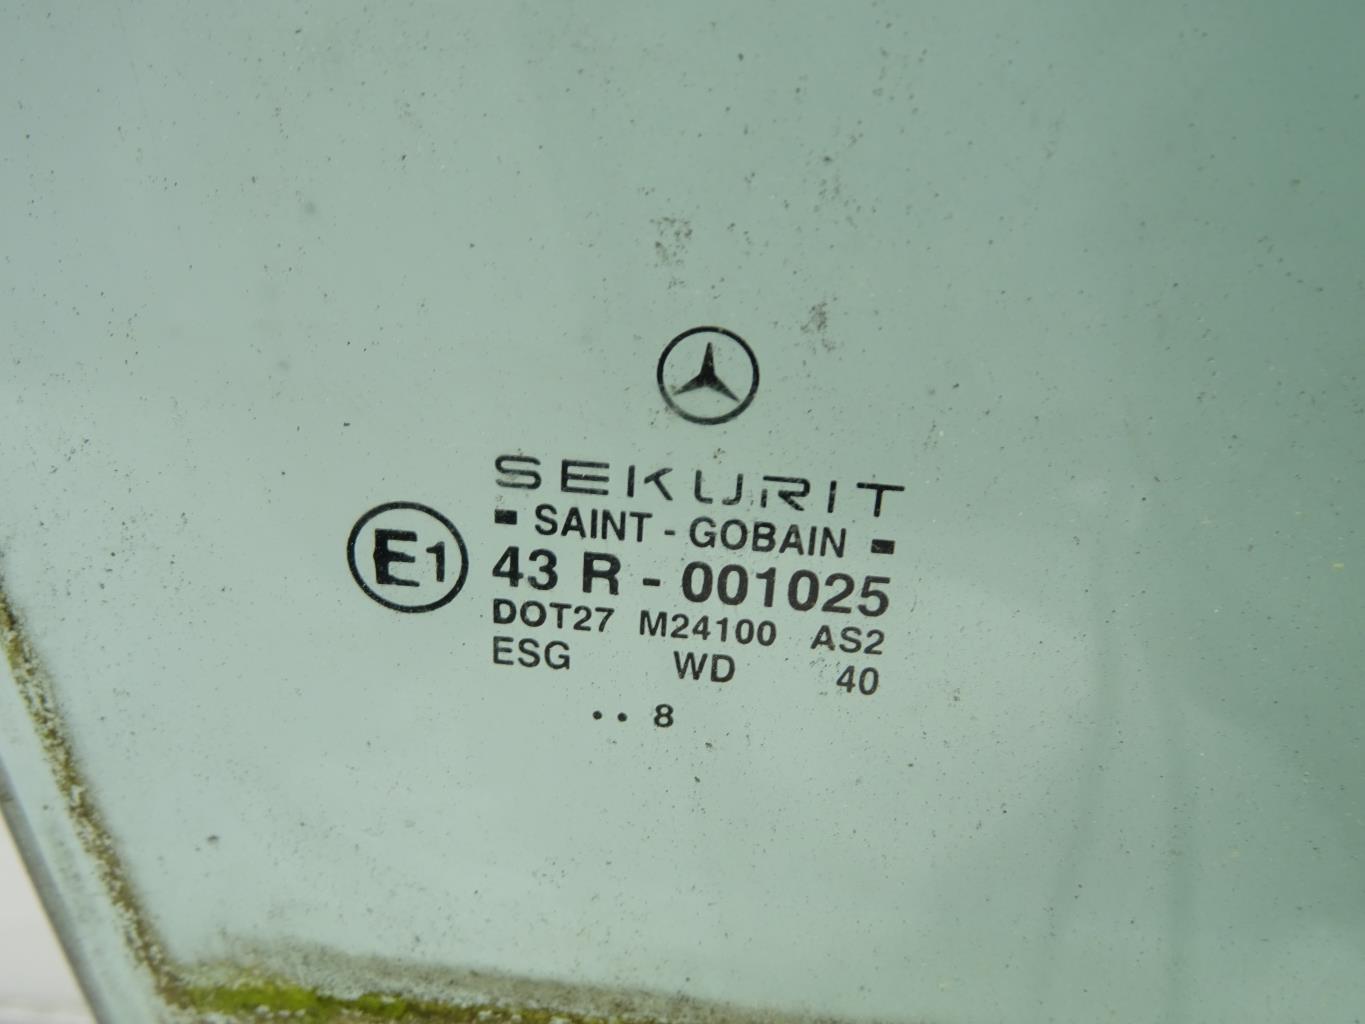 SEKURIT
SAINT - GOBAIN
E1
43 R - 001025
DOT27 M24100 AS2
ESG WD 40
.. 8